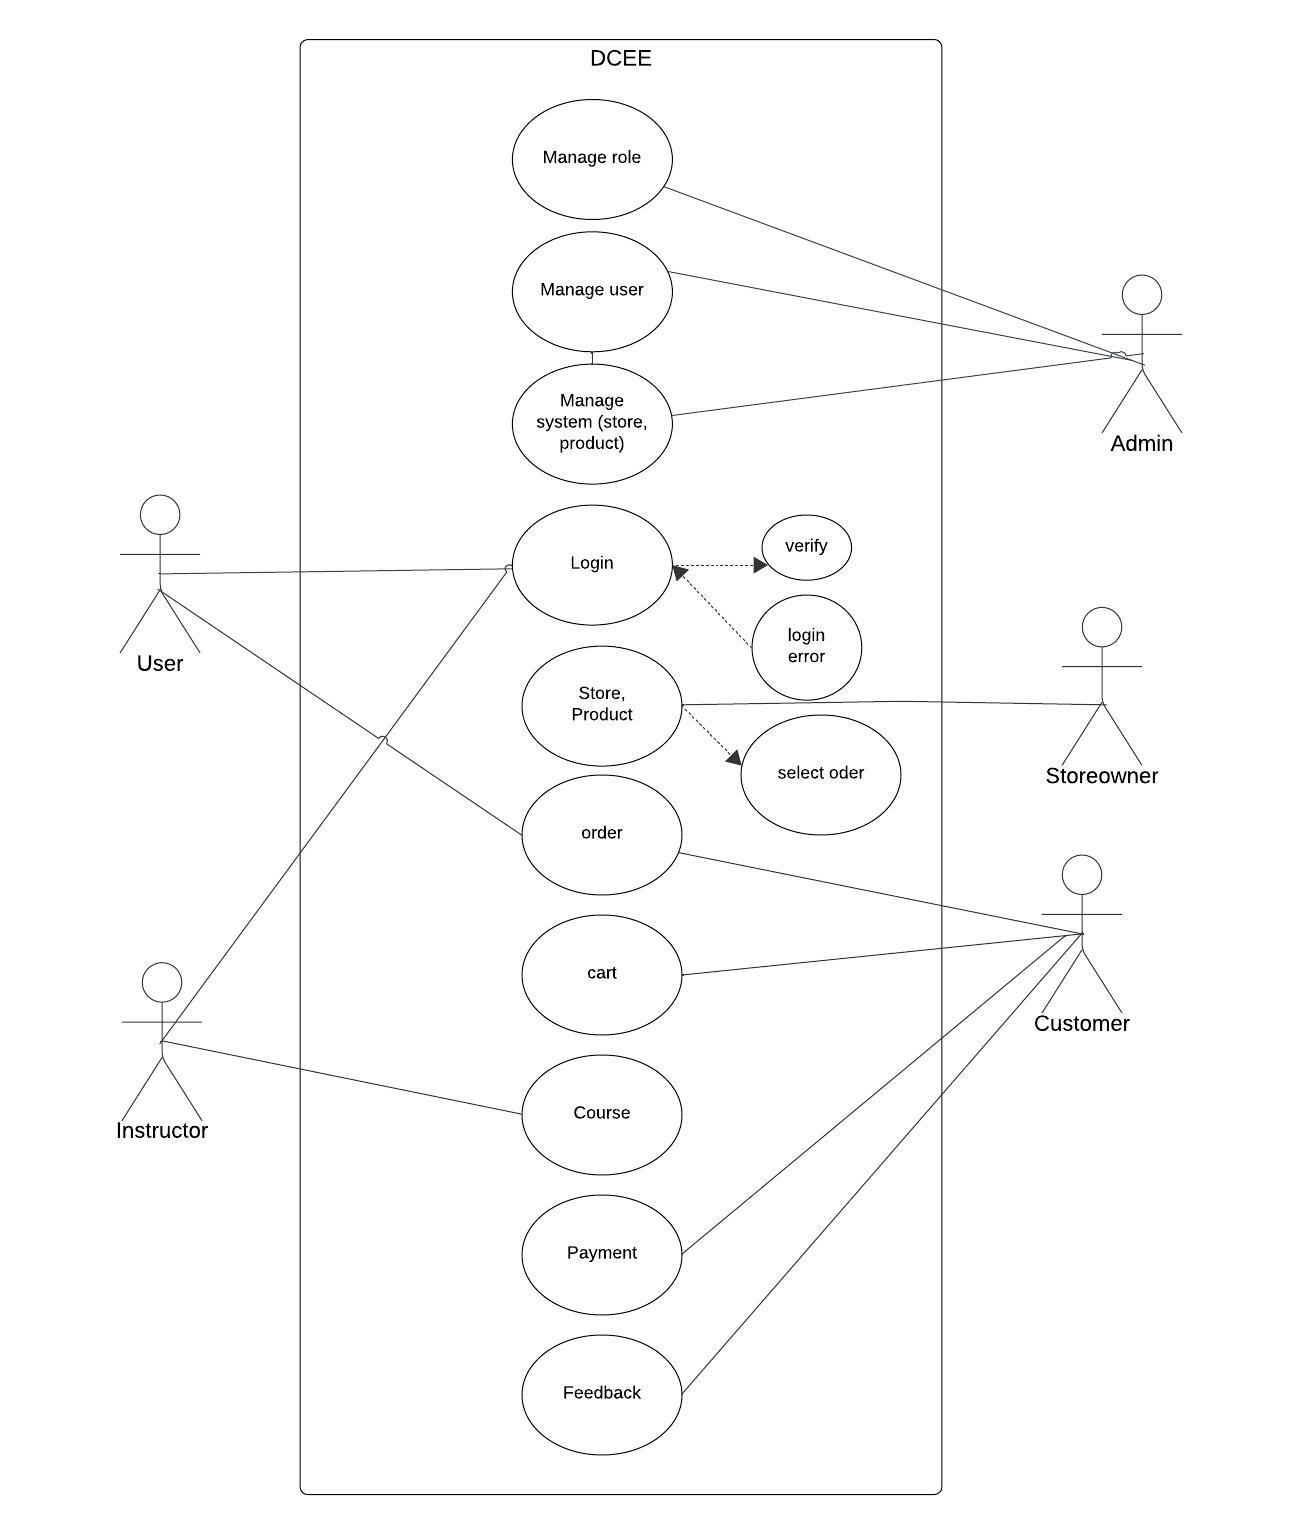 DCEE
Manage role
Manage user
Manage
system (store,
product)
Admin
Login
verify
login
error
User
Store,
Product
select oder
Storeowner
order
cart
Customer
Course
Instructor
Payment
Feedback